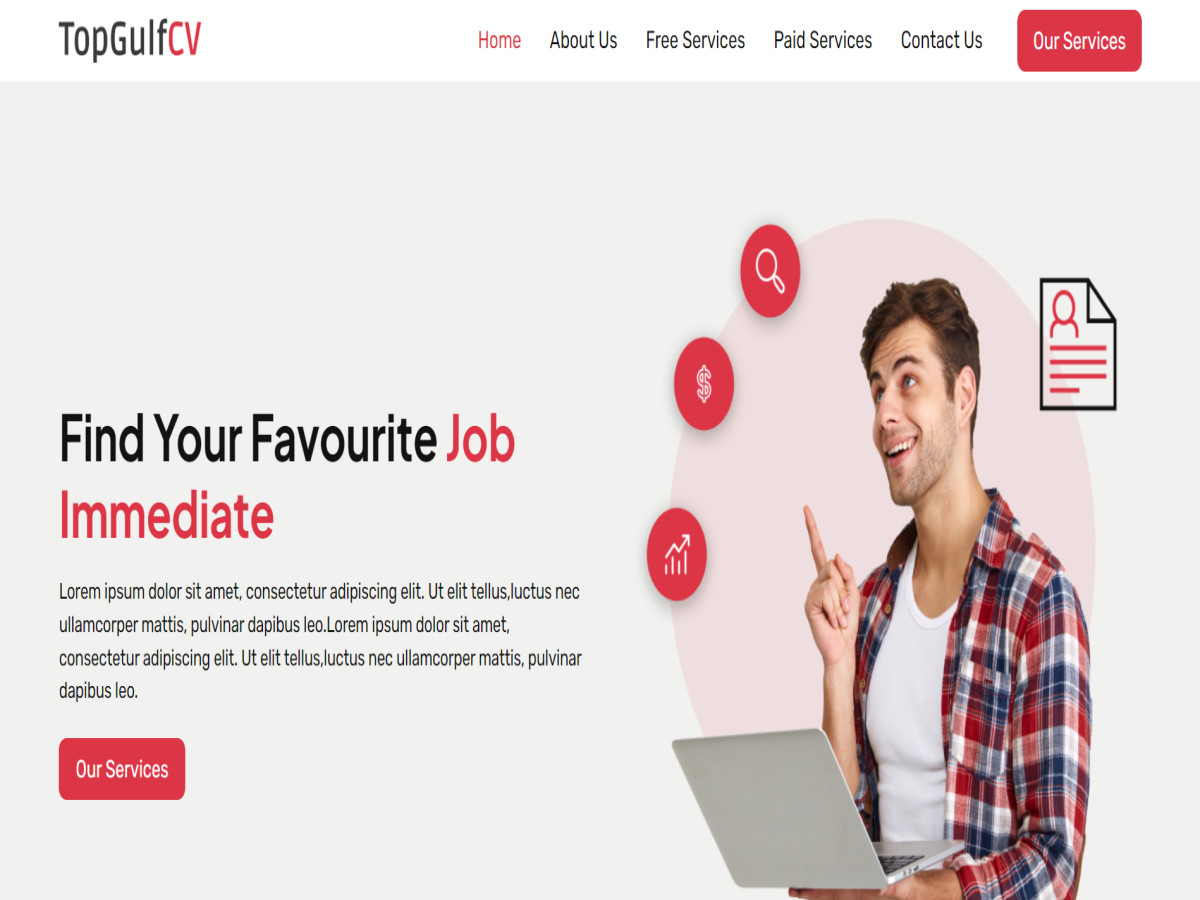 TopGulfCV
Home About Us Free Services Paid Services Contact Us Our Services
Find Your Favourite Job
Immediate
Lorem ipsum dolor sit amet, consectetur adipiscing elit. Ut elit tellus,luctus nec
ullamcorper mattis, pulvinar dapibus leo.Lorem ipsum dolor sit amet,
consectetur adipiscing elit. Ut elit tellus,luctus nec ullamcorper mattis, pulvinar
dapibus leo.
Our Services